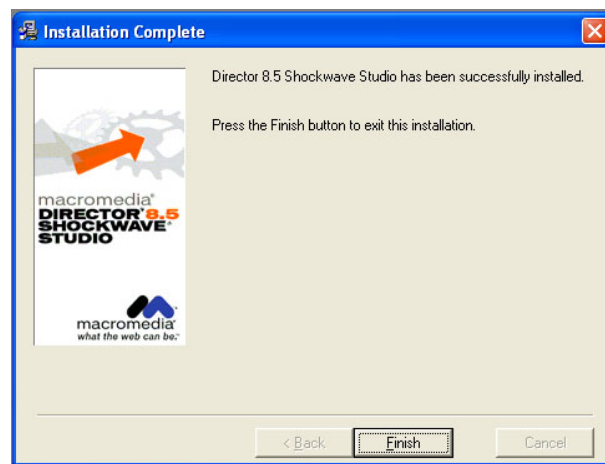 Installation Complete
Director 8.5 Shockwave Studio has been successfully installed.
Press the Finish button to exit this installation.
macromedia®
DIRECTOR® 8.5
SHOCKWAVE®
STUDIO
macromedia®
what the web can be.™
< Back
Finish
Cancel